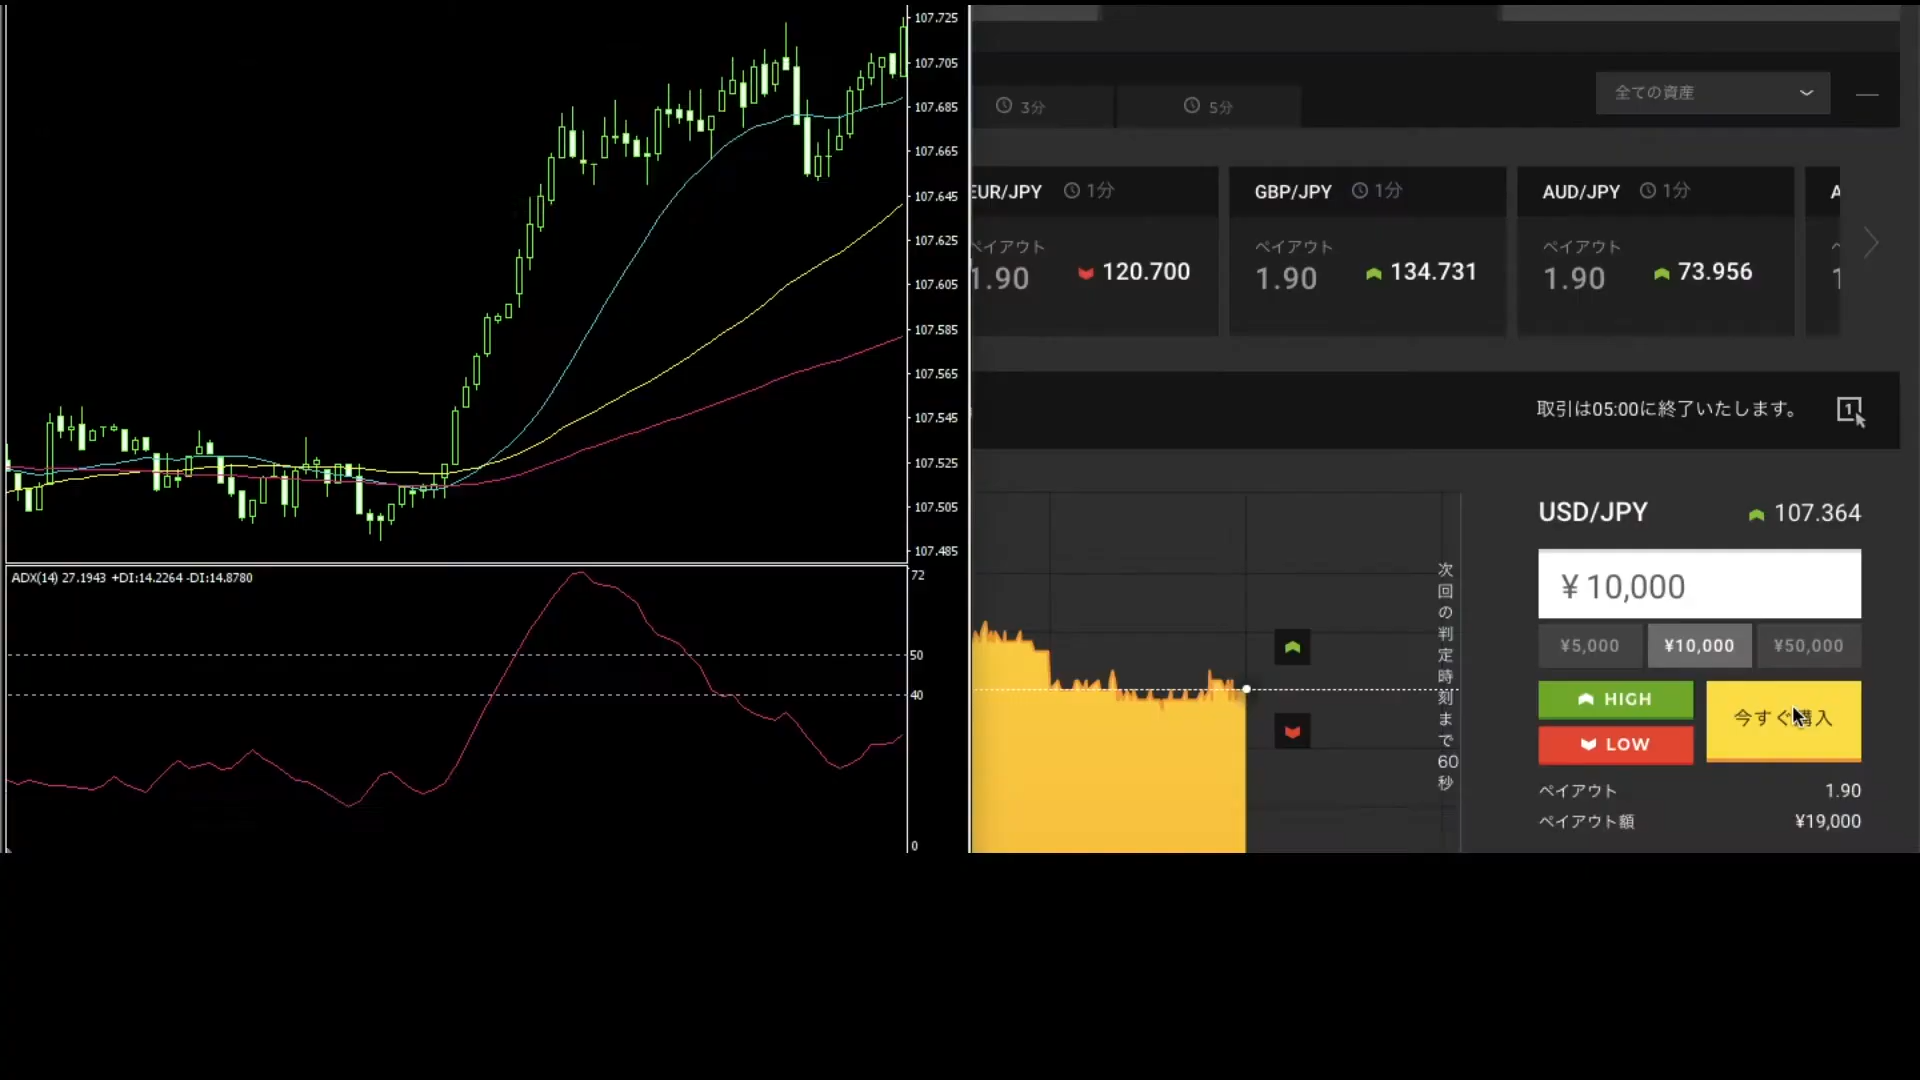 107.725
107.705
107.685
107.665
107.645
107.625
107.605
107.585
107.565
107.545
107.525
107.505
107.485
ADX(14) 27.1943 +DI:14.2264 -DI:14.8780
72
50
40
0
3分
5分
全ての資産
EUR/JPY 1分
ペイアウト
1.90 120.700
GBP/JPY 1分
ペイアウト
1.90 134.731
AUD/JPY 1分
ペイアウト
1.90 73.956
A
1
取引は05:00に終了いたします。
1
次回の判定時刻まで60秒
USD/JPY 107.364
¥ 10,000
¥5,000 ¥10,000 ¥50,000
HIGH
LOW
今すぐ購入
ペイアウト 1.90
ペイアウト額 ¥19,000